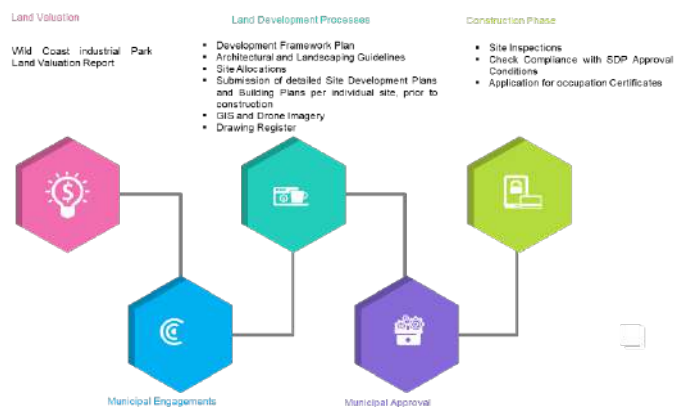 Land Valuation
Wild Coast industrial Park
Land Valuation Report
Land Development Processes
▪ Development Framework Plan
▪ Architectural and Landscaping Guidelines
▪ Site Allocations
▪ Submission of detailed Site Development Plans
and Building Plans per individual site, prior to
construction
▪ GIS and Drone Imagery
▪ Drawing Register
Construction Phase
▪ Site Inspections
▪ Check Compliance with SDP Approval
Conditions
▪ Application for occupation Certificates
$
Municipal Engagements
Municipal Approval